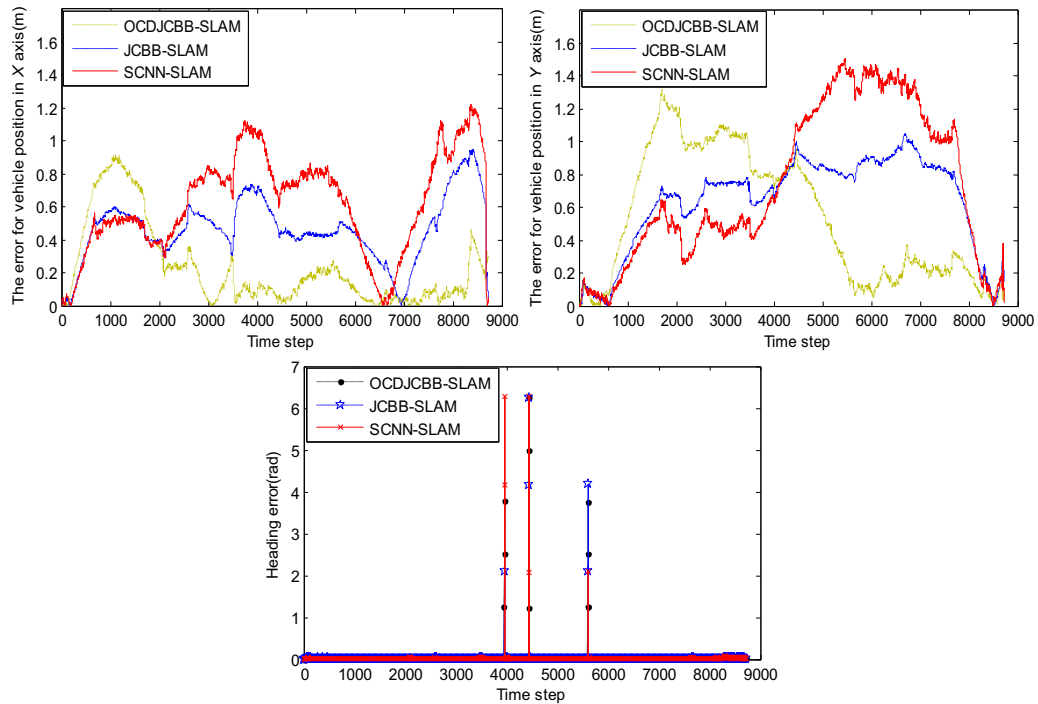 The error for vehicle position in X axis(m)
1.6
1.4
1.2
1
0.8
0.6
0.4
0.2
0
OCDJCBB-SLAM
JCBB-SLAM
SCNN-SLAM
0 1000 2000 3000 4000 5000 6000 7000 8000 9000
Time step
The error for vehicle position in Y axis(m)
1.8
1.6
1.4
1.2
1
0.8
0.6
0.4
0.2
0
OCDJCBB-SLAM
JCBB-SLAM
SCNN-SLAM
0 1000 2000 3000 4000 5000 6000 7000 8000 9000
Time step
Heading error(rad)
7
6
5
4
3
2
1
0
OCDJCBB-SLAM
JCBB-SLAM
SCNN-SLAM
0 1000 2000 3000 4000 5000 6000 7000 8000 9000
Time step